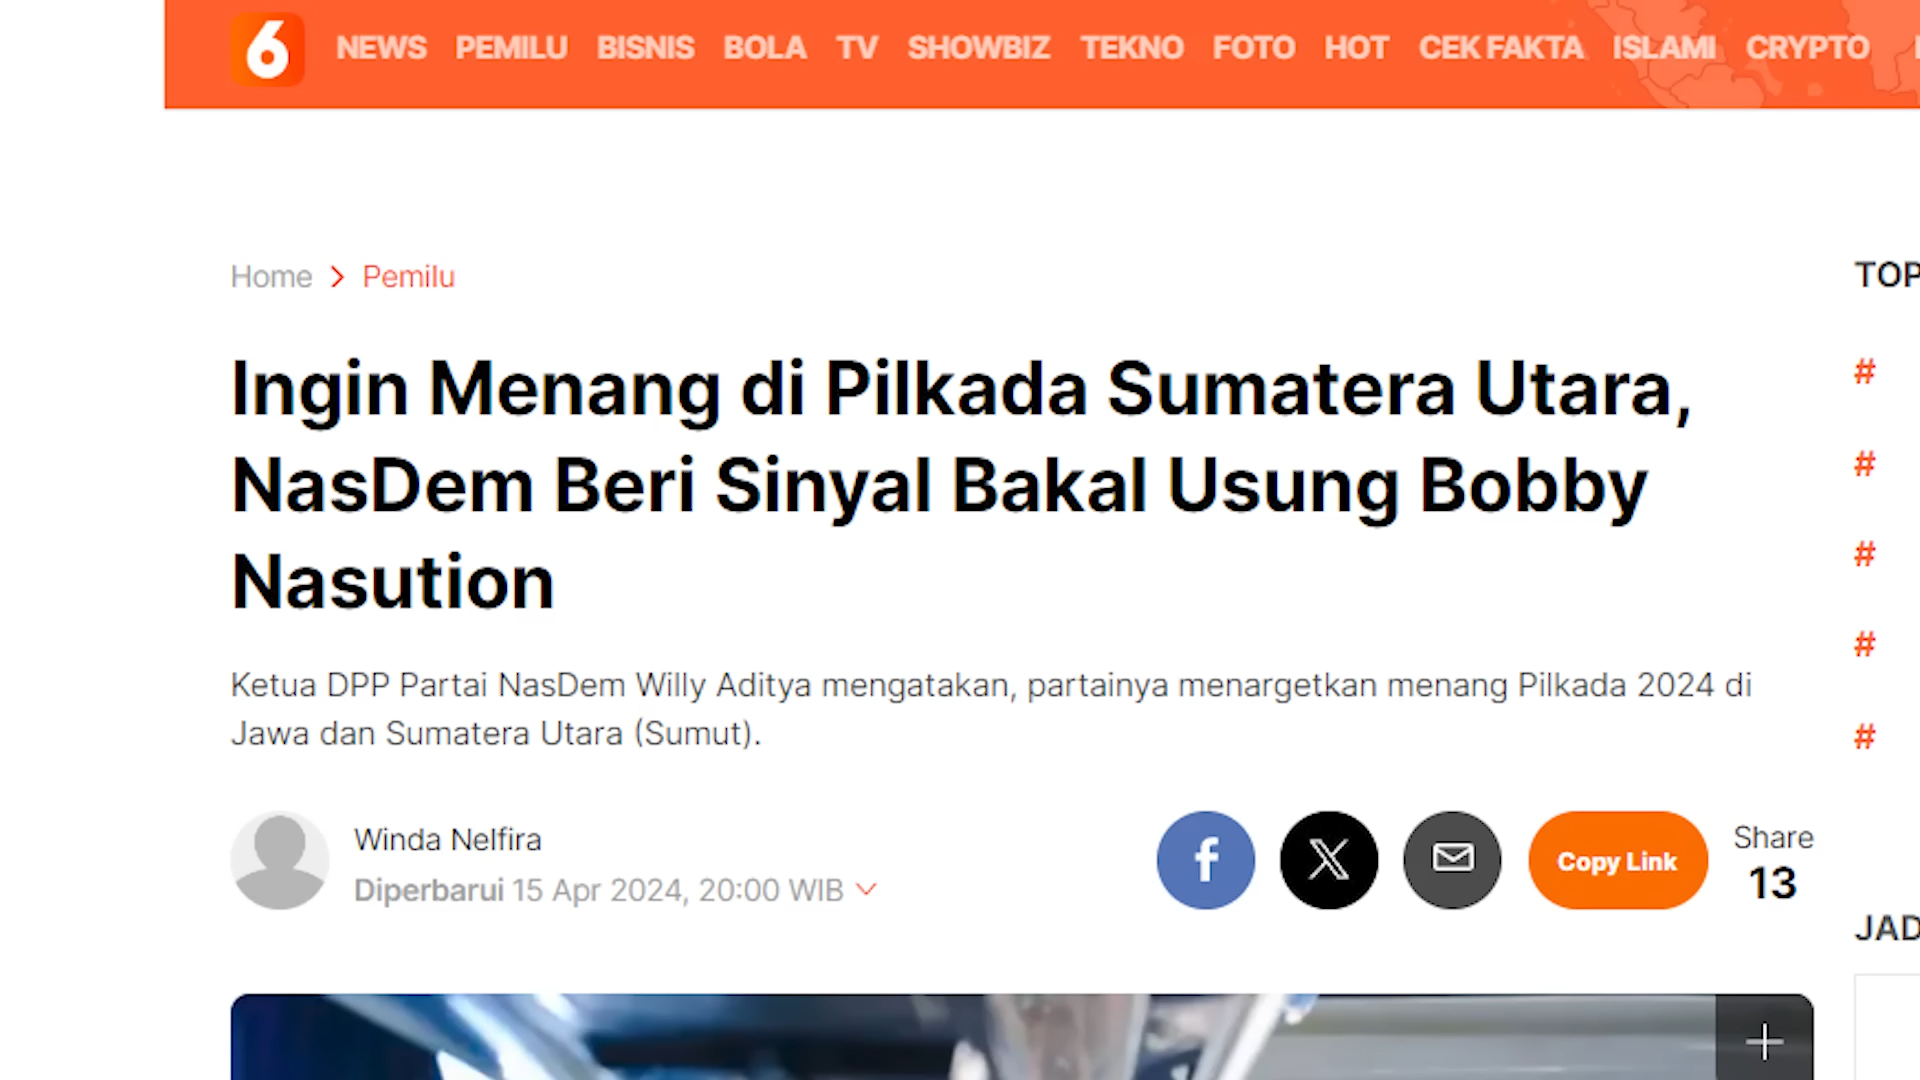 6 NEWS PEMILU BISNIS BOLA TV SHOWBIZ TEKNO FOTO HOT CEK FAKTA ISLAMI CRYPTO
Home > Pemilu
TOP
Ingin Menang di Pilkada Sumatera Utara,
NasDem Beri Sinyal Bakal Usung Bobby
Nasution
#
#
#
#
#
Ketua DPP Partai NasDem Willy Aditya mengatakan, partainya menargetkan menang Pilkada 2024 di
Jawa dan Sumatera Utara (Sumut).
Winda Nelfira
Diperbarui 15 Apr 2024, 20:00 WIB
Copy Link
Share
13
JAD